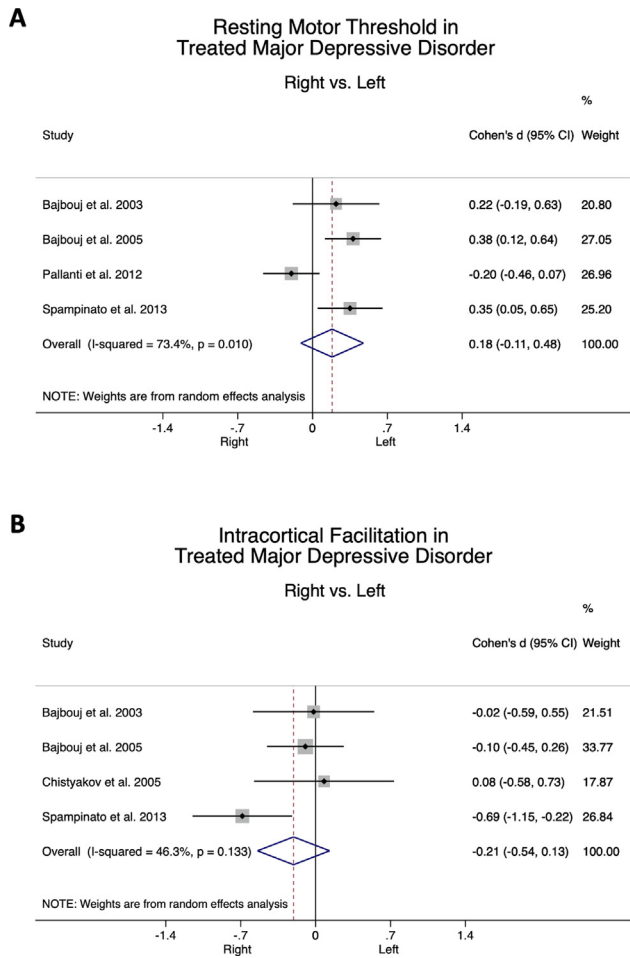 A
Resting Motor Threshold in
Treated Major Depressive Disorder
Right vs. Left
%
Study Cohen's d (95% CI) Weight
Bajbouj et al. 2003 0.22 (-0.19, 0.63) 20.80
Bajbouj et al. 2005 0.38 (0.12, 0.64) 27.05
Pallanti et al. 2012 -0.20 (-0.46, 0.07) 26.96
Spampinato et al. 2013 0.35 (0.05, 0.65) 25.20
Overall (I-squared = 73.4%, p = 0.010) 0.18 (-0.11, 0.48) 100.00
NOTE: Weights are from random effects analysis
-1.4 -.7 0 .7 1.4
Right Left
B
Intracortical Facilitation in
Treated Major Depressive Disorder
Right vs. Left
%
Study Cohen's d (95% CI) Weight
Bajbouj et al. 2003 -0.02 (-0.59, 0.55) 21.51
Bajbouj et al. 2005 -0.10 (-0.45, 0.26) 33.77
Chistyakov et al. 2005 0.08 (-0.58, 0.73) 17.87
Spampinato et al. 2013 -0.69 (-1.15, -0.22) 26.84
Overall (I-squared = 46.3%, p = 0.133) -0.21 (-0.54, 0.13) 100.00
NOTE: Weights are from random effects analysis
-1.4 -.7 0 .7 1.4
Right Left